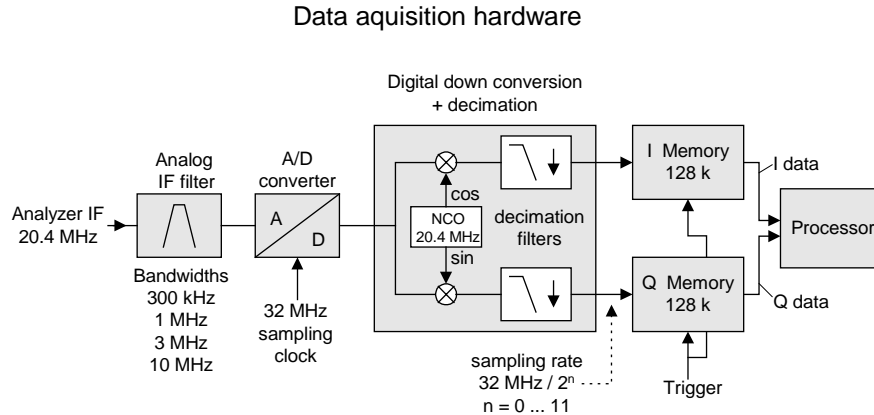 Data aquisition hardware
Digital down conversion
+ decimation
Analog
IF filter
A/D
converter
I Memory
128 k
I data
cos
Analyzer IF
20.4 MHz
A
D
NCO
20.4 MHz
decimation
filters
Processor
sin
Bandwidths
300 kHz
1 MHz
3 MHz
10 MHz
32 MHz
sampling
clock
Q Memory
128 k
Q data
sampling rate
32 MHz / 2ⁿ
n = 0 ... 11
Trigger